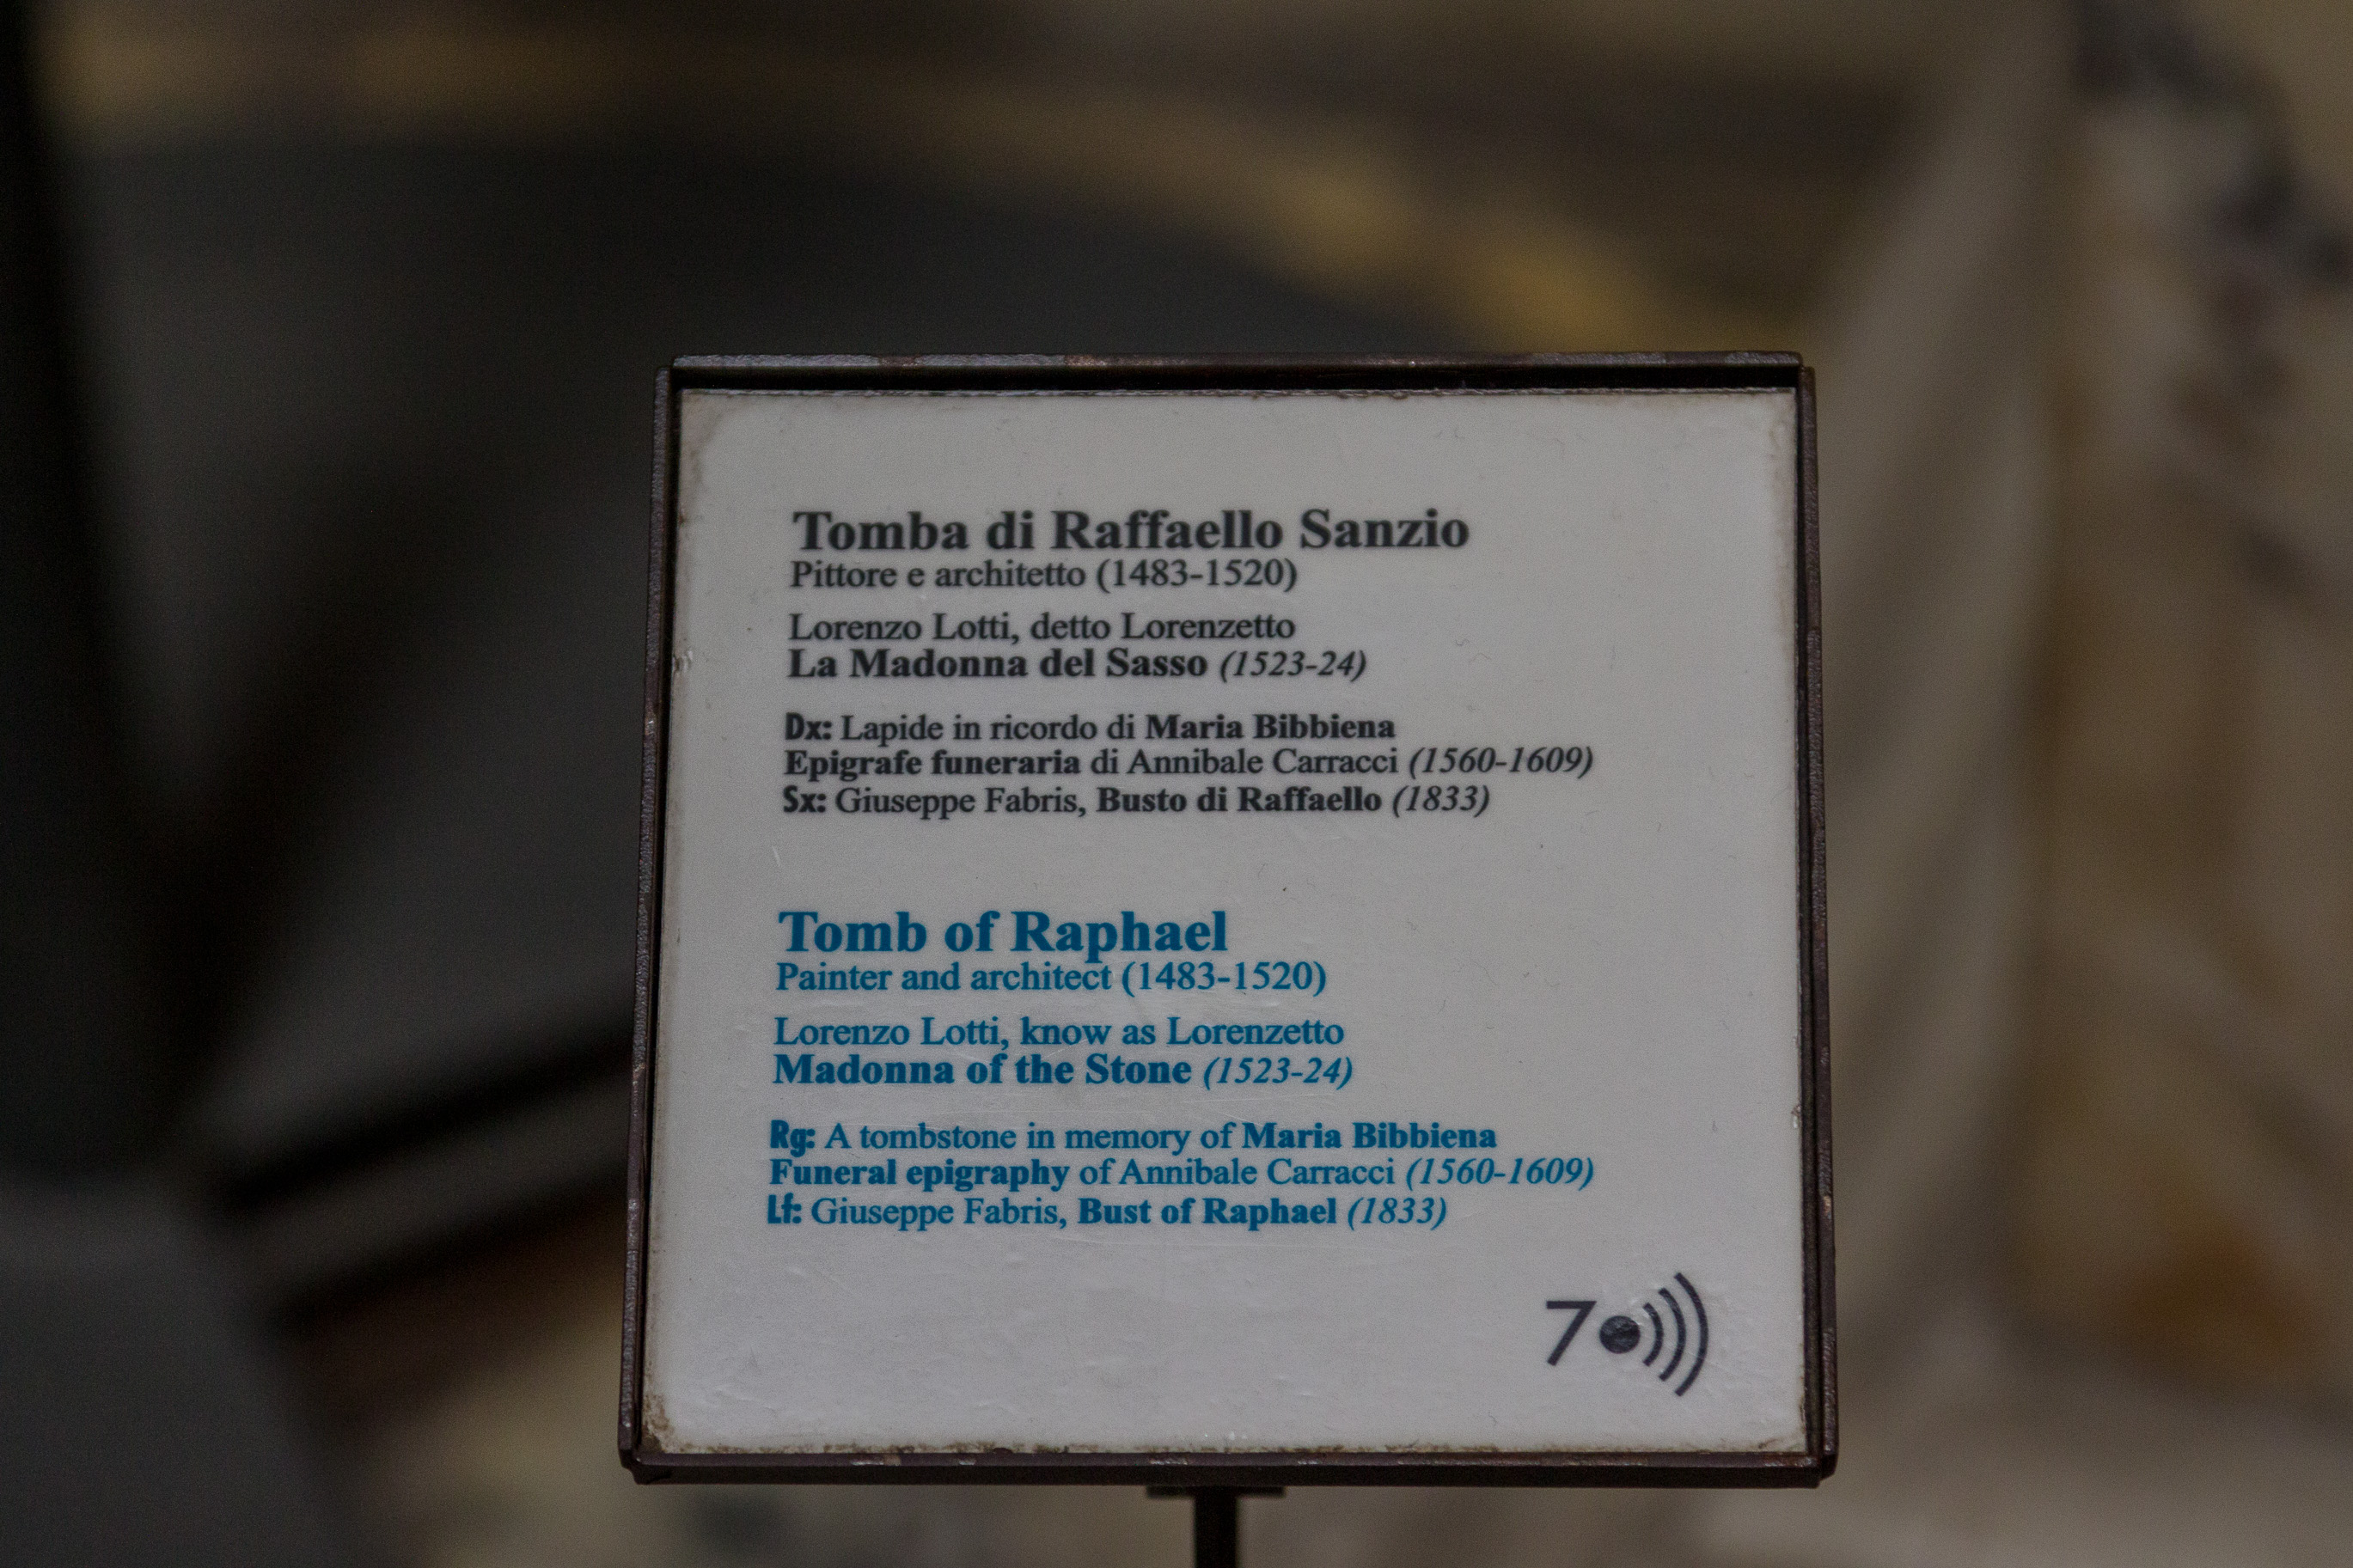 Tomba di Raffaello Sanzio
Pittore e architetto (1483-1520)
Lorenzo Lotti, detto Lorenzetto
La Madonna del Sasso (1523-24)
Dx: Lapide in ricordo di Maria Bibbiena
Epigrafe funeraria di Annibale Carracci (1560-1609)
Sx: Giuseppe Fabris, Busto di Raffaello (1833)
Tomb of Raphael
Painter and architect (1483-1520)
Lorenzo Lotti, know as Lorenzetto
Madonna of the Stone (1523-24)
Rg: A tombstone in memory of Maria Bibbiena
Funeral epigraphy of Annibale Carracci (1560-1609)
Lf: Giuseppe Fabris, Bust of Raphael (1833)
7